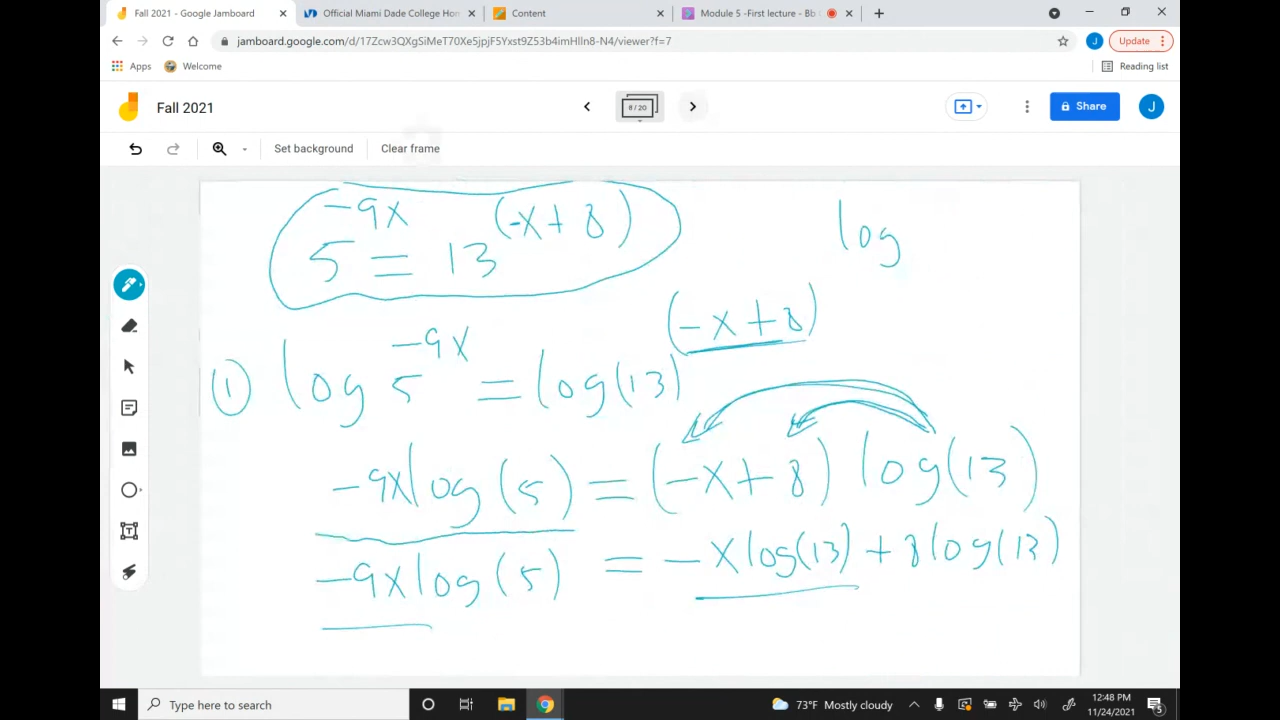 Fall 2021 - Google Jamboard
Official Miami Dade College Hom
Content
Module 5 -First lecture - Bb
jamboard.google.com/d/17Zcw3QXgSiMeT70Xe5jpjF5Yxst9Z53b4imHlln8-N4/viewer?f=7
J
Update
Apps
Welcome
Reading list
Fall 2021
8 / 20
Share
J
Set background
Clear frame
5^{-9x} = 13^{(-x+8)}
log
① log 5^{-9x} = log(13)^{(-x+8)}
-9x log(5) = (-x+8) log(13)
-9x log(5) = -x log(13) + 8 log(13)
Type here to search
73°F Mostly cloudy
12:48 PM
11/24/2021
5